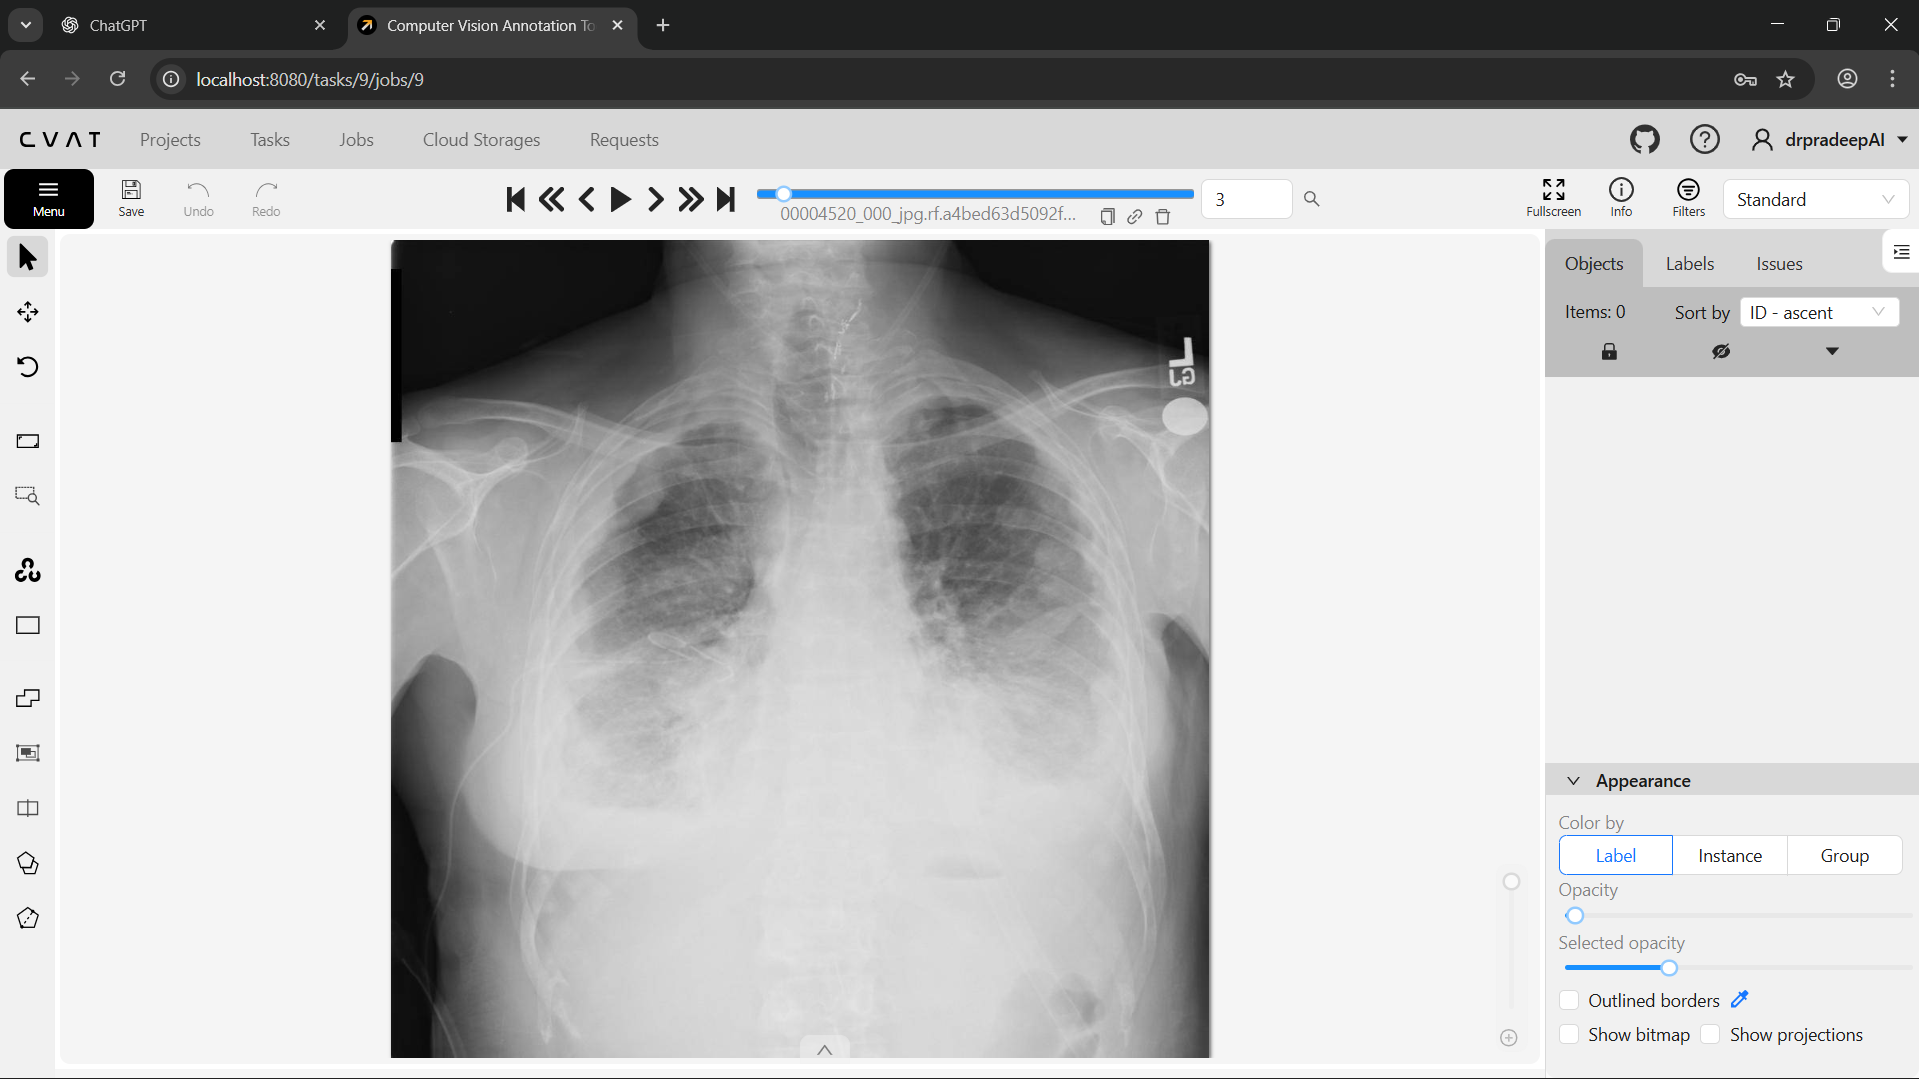 ChatGPT
Computer Vision Annotation To
localhost:8080/tasks/9/jobs/9
CVAT
Projects
Tasks
Jobs
Cloud Storages
Requests
drpradeepAI
Menu
Save
Undo
Redo
00004520_000_jpg.rf.a4bed63d5092f...
3
Fullscreen
Info
Filters
Standard
Objects
Labels
Issues
Items: 0
Sort by
ID - ascent
L
GJ
Appearance
Color by
Label
Instance
Group
Opacity
Selected opacity
Outlined borders
Show bitmap
Show projections